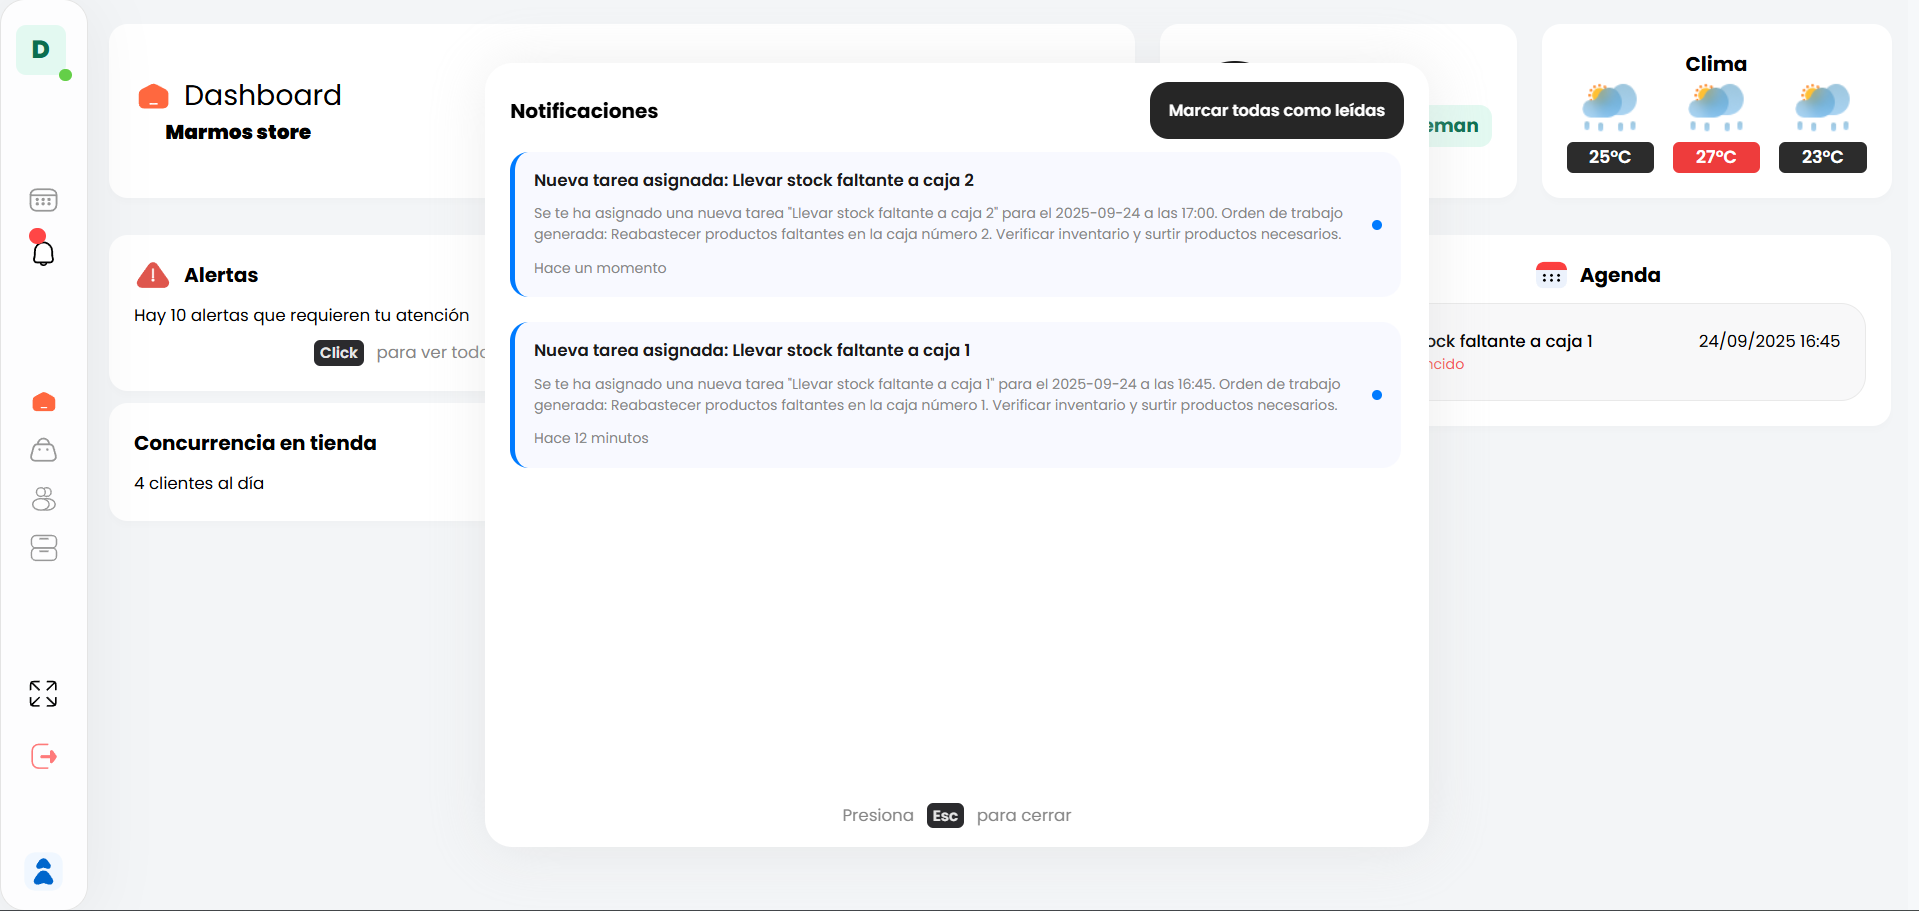 D
Dashboard
Marmos store
Clima
25°C
27°C
23°C
Notificaciones
Marcar todas como leídas
Nueva tarea asignada: Llevar stock faltante a caja 2
Se te ha asignado una nueva tarea "Llevar stock faltante a caja 2" para el 2025-09-24 a las 17:00. Orden de trabajo
generada: Reabastecer productos faltantes en la caja número 2. Verificar inventario y surtir productos necesarios.
Hace un momento
Nueva tarea asignada: Llevar stock faltante a caja 1
Se te ha asignado una nueva tarea "Llevar stock faltante a caja 1" para el 2025-09-24 a las 16:45. Orden de trabajo
generada: Reabastecer productos faltantes en la caja número 1. Verificar inventario y surtir productos necesarios.
Hace 12 minutos
Presiona Esc para cerrar
Alertas
Hay 10 alertas que requieren tu atención
Click para ver
Concurrencia en tienda
4 clientes al día
Agenda
faltante a caja 1 24/09/2025 16:45